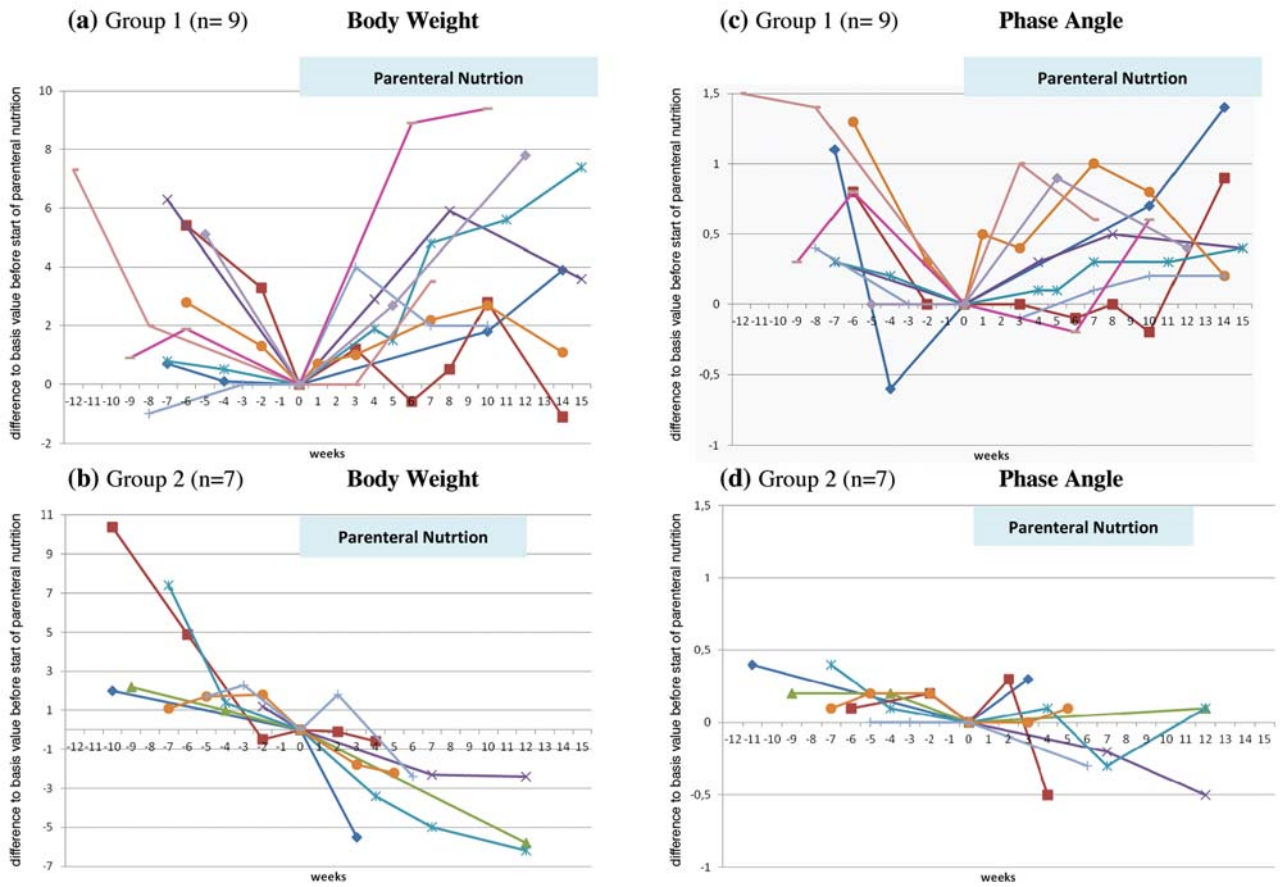 (a) Group 1 (n= 9) Body Weight
Parenteral Nutrtion
difference to basis value before start of parenteral nutrition
10
8
6
4
2
0
-2
-12 -11 -10 -9 -8 -7 -6 -5 -4 -3 -2 -1 0 1 2 3 4 5 6 7 8 9 10 11 12 13 14 15
weeks
(c) Group 1 (n=9) Phase Angle
Parenteral Nutrtion
difference to basis value before start of parenteral nutrition
1,5
1
0,5
0
-0,5
-1
-12 -11 -10 -9 -8 -7 -6 -5 -4 -3 -2 -1 0 1 2 3 4 5 6 7 8 9 10 11 12 13 14 15
weeks
(b) Group 2 (n=7) Body Weight
Parenteral Nutrtion
difference to basis value before start of parenteral nutrition
11
9
7
5
3
1
-1
-3
-5
-7
-12 -11 -10 -9 -8 -7 -6 -5 -4 -3 -2 -1 0 1 2 3 4 5 6 7 8 9 10 11 12 13 14 15
weeks
(d) Group 2 (n=7) Phase Angle
Parenteral Nutrtion
difference to basis value before start of parenteral nutrition
1,5
1
0,5
0
-0,5
-1
-12 -11 -10 -9 -8 -7 -6 -5 -4 -3 -2 -1 0 1 2 3 4 5 6 7 8 9 10 11 12 13 14 15
weeks